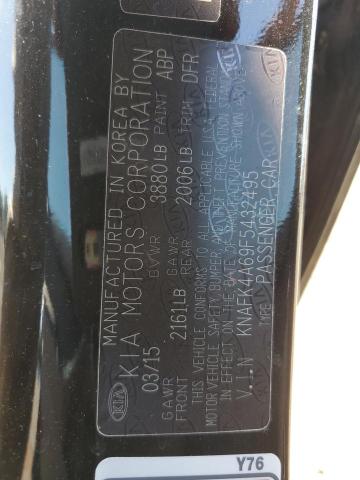 MANUFACTURED IN KOREA BY
KIA MOTORS CORPORATION
03/15 GVWR 3880LB PAINT ABP
GAWR FRONT 2161LB GAWR REAR 2086LB TRIM DFR
THIS VEHICLE CONFORMS TO ALL APPLICABLE U.S.A FEDERAL
MOTOR VEHICLE SAFETY, BUMPER, AND THEFT PREVENTION STANDARDS
IN EFFECT ON THE DATE OF MANUFACTURE SHOWN ABOVE
V.I.N KNAFK4A69F5432495
TYPE: PASSENGER CAR
KIA
Y76